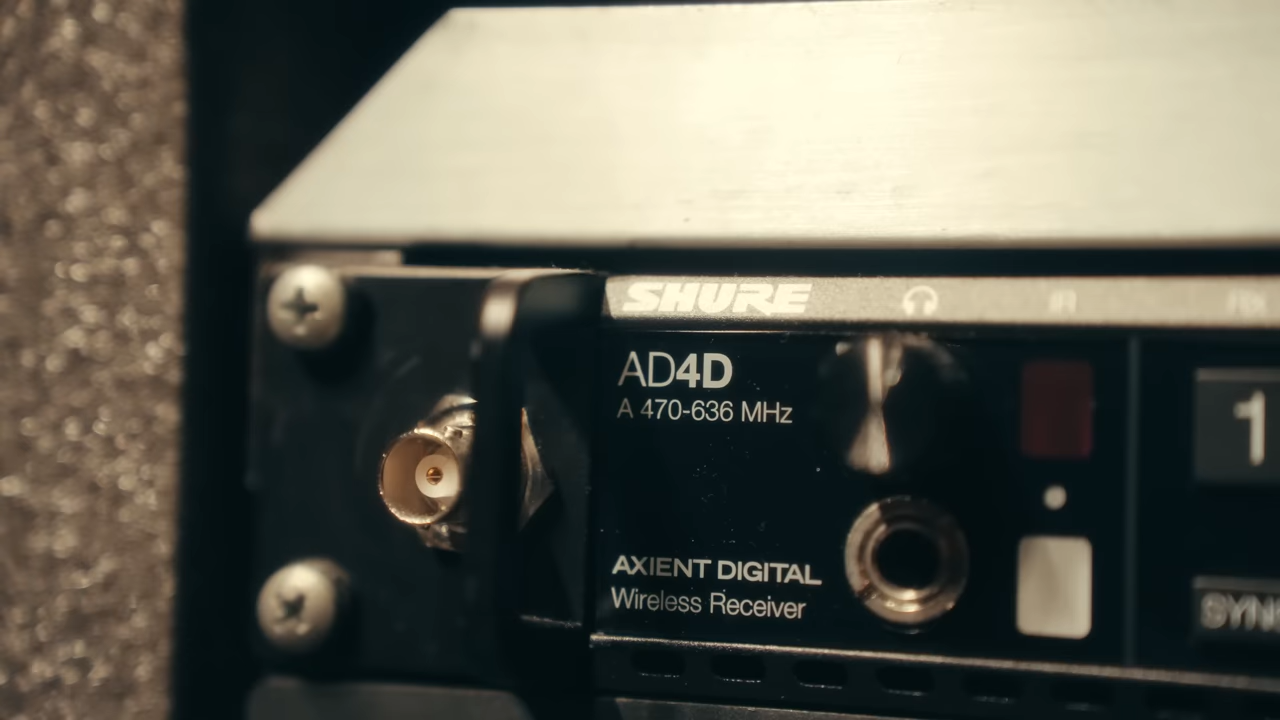 SHURE
AD4D
A 470-636 MHz
1
AXIENT DIGITAL
Wireless Receiver